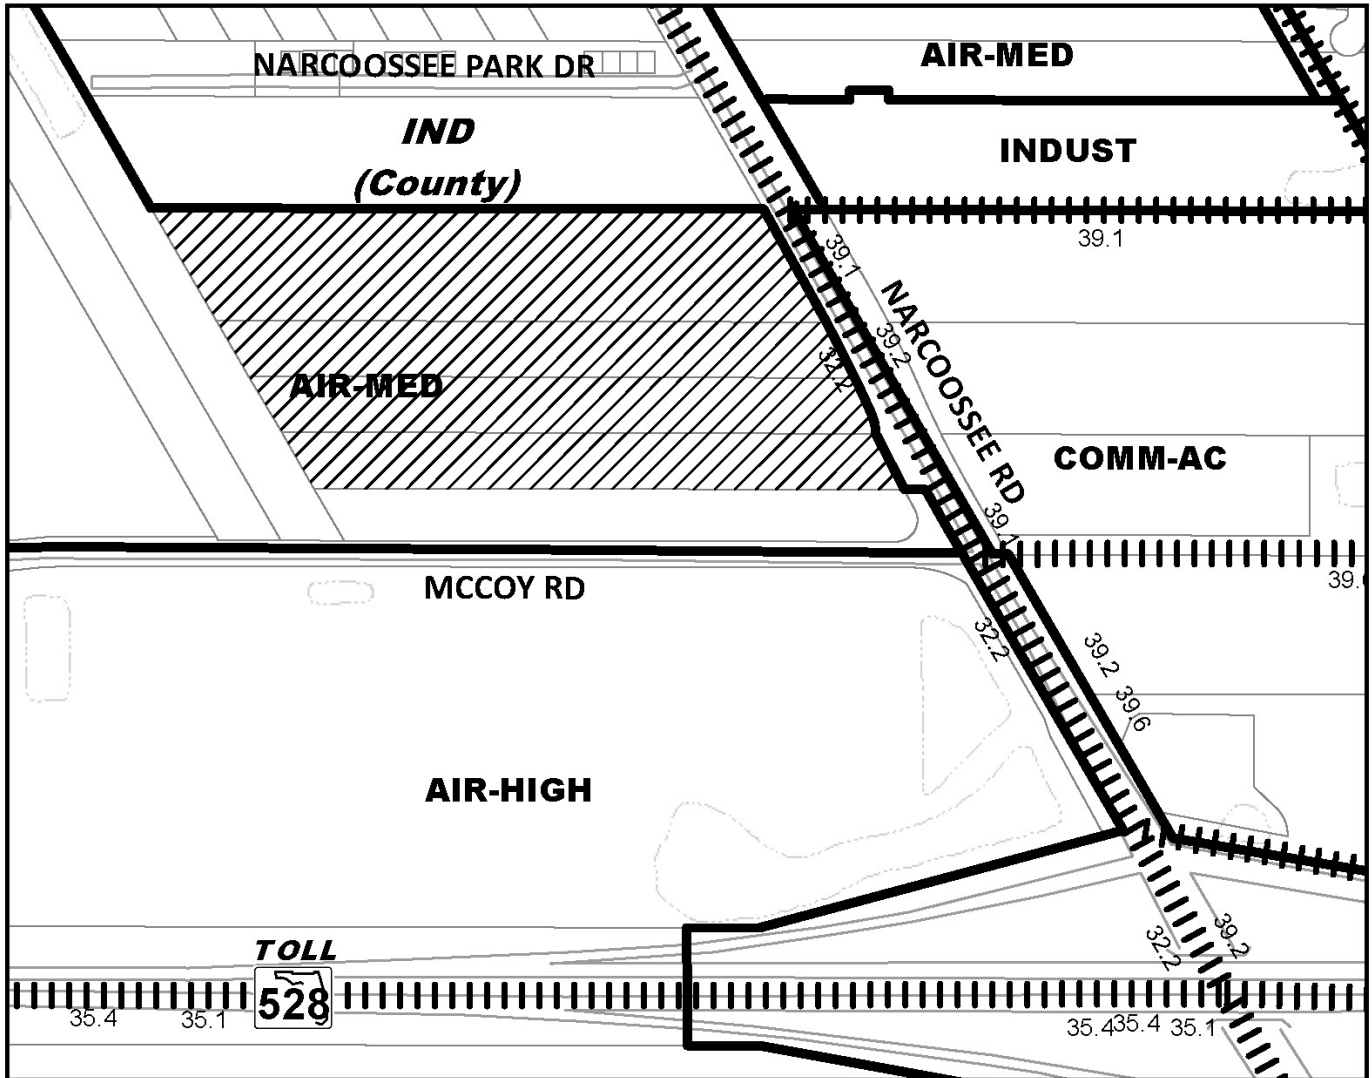 AIR-MED
NARCOOSSEE PARK DR
IND
(County)
INDUST
39.1
39.1
NARCOOSSEE RD
39.2
32.2
AIR-MED
COMM-AC
39.1
MCCOY RD
32.2
39.2
39.6
AIR-HIGH
TOLL
528
32.2
39.2
35.4
35.1
35.4
35.4
35.1